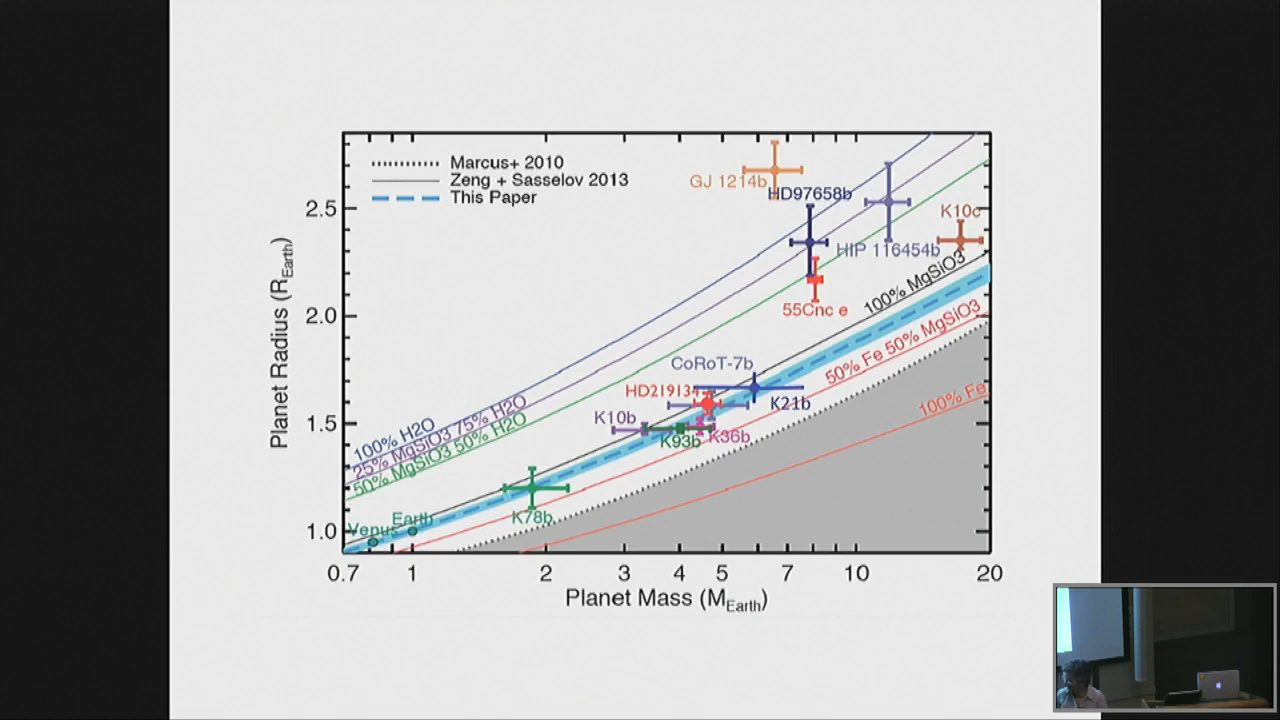 Marcus+ 2010
Zeng + Sasselov 2013
This Paper
GJ 1214b
HD97658b
K10c
HIP 116454b
100% MgSiO3
55Cnc e
50% Fe 50% MgSiO3
CoRoT-7b
HD219134
K21b
100% Fe
K10b
K93b
K36b
100% H2O
25% MgSiO3 75% H2O
50% MgSiO3 50% H2O
K78b
Venus
Earth
2.5
2.0
1.5
1.0
Planet Radius (REarth)
0.7 1 2 3 4 5 7 10 20
Planet Mass (MEarth)